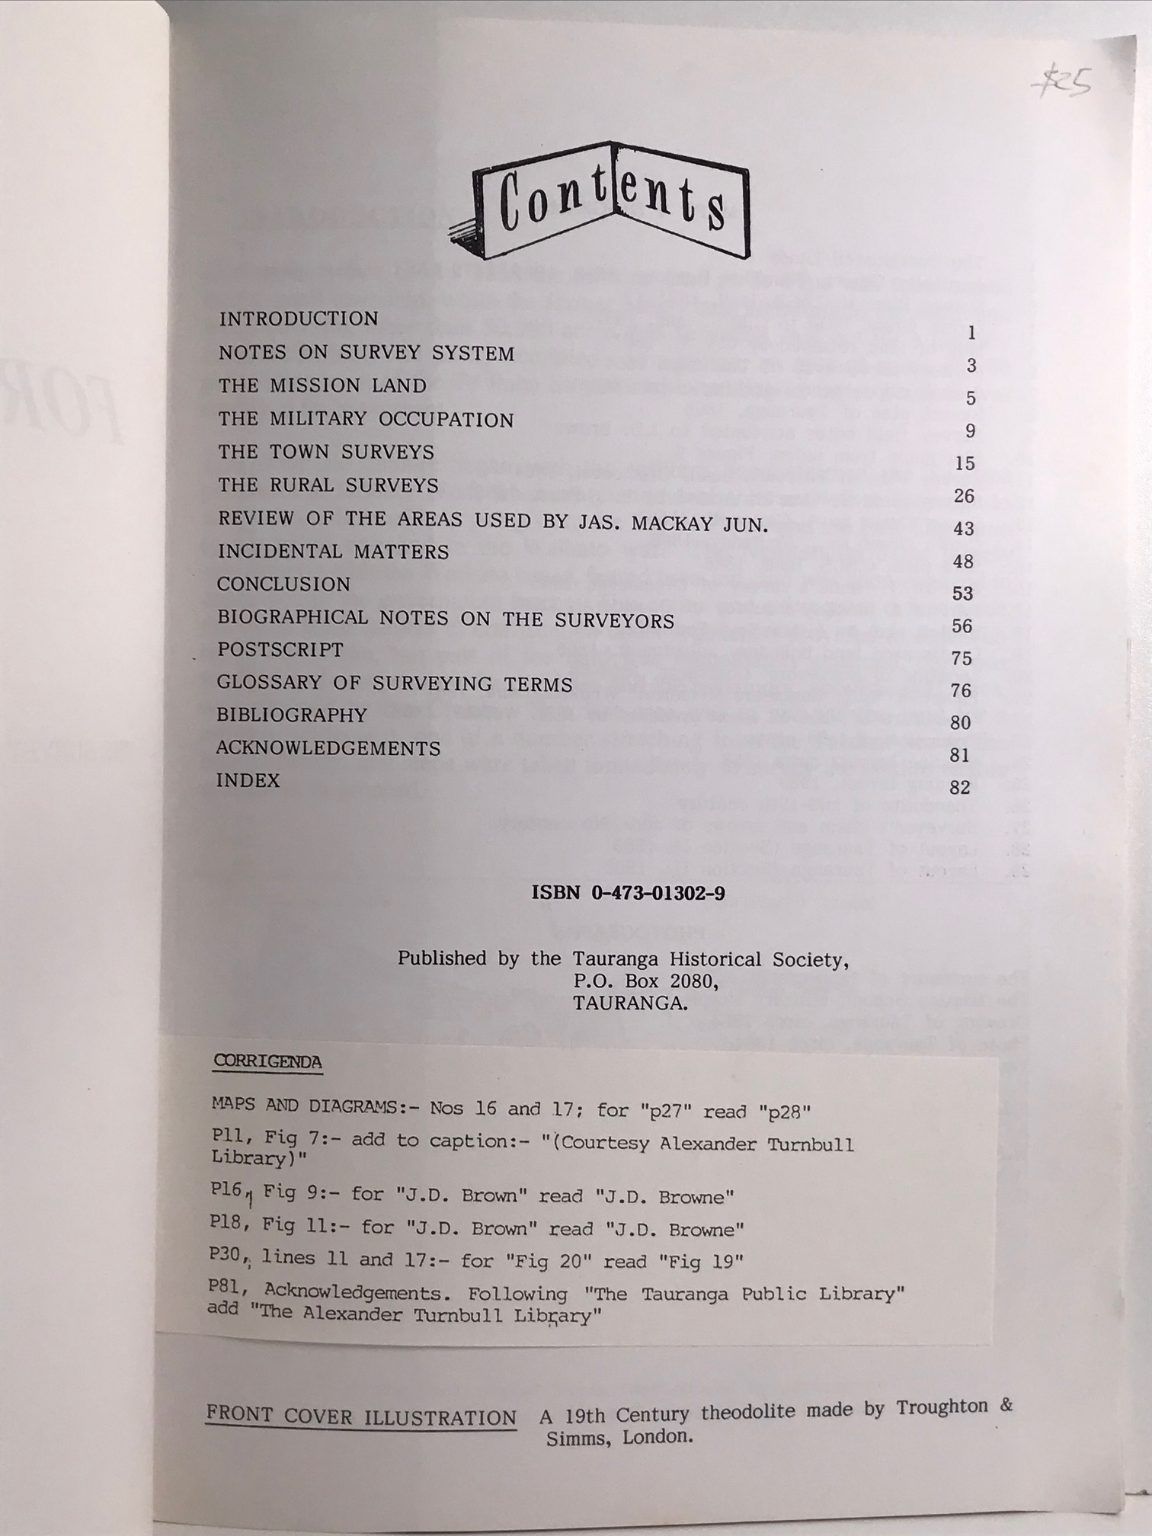 $25
Contents
INTRODUCTION 1
NOTES ON SURVEY SYSTEM 3
THE MISSION LAND 5
THE MILITARY OCCUPATION 9
THE TOWN SURVEYS 15
THE RURAL SURVEYS 26
REVIEW OF THE AREAS USED BY JAS. MACKAY JUN. 43
INCIDENTAL MATTERS 48
CONCLUSION 53
BIOGRAPHICAL NOTES ON THE SURVEYORS 56
POSTSCRIPT 75
GLOSSARY OF SURVEYING TERMS 76
BIBLIOGRAPHY 80
ACKNOWLEDGEMENTS 81
INDEX 82
ISBN 0-473-01302-9
Published by the Tauranga Historical Society,
P.O. Box 2080,
TAURANGA.
CORRIGENDA
MAPS AND DIAGRAMS:- Nos 16 and 17; for "p27" read "p28"
P11, Fig 7:- add to caption:- "(Courtesy Alexander Turnbull
Library)"
P16, Fig 9:- for "J.D. Brown" read "J.D. Browne"
P18, Fig 11:- for "J.D. Brown" read "J.D. Browne"
P30, lines 11 and 17:- for "Fig 20" read "Fig 19"
P81, Acknowledgements. Following "The Tauranga Public Library"
add "The Alexander Turnbull Library"
FRONT COVER ILLUSTRATION A 19th Century theodolite made by Troughton &
Simms, London.